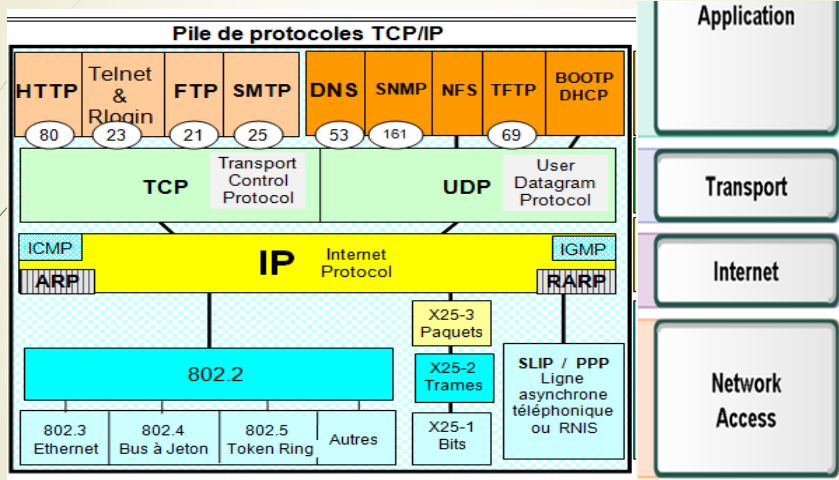 Pile de protocoles TCP/IP
HTTP
Telnet
&
Rlogin
FTP
SMTP
DNS
SNMP
NFS
TFTP
BOOTP
DHCP
80
23
21
25
53
161
69
TCP
Transport
Control
Protocol
UDP
User
Datagram
Protocol
ICMP
ARP
IP
Internet
Protocol
IGMP
RARP
802.2
802.3
Ethernet
802.4
Bus à Jeton
802.5
Token Ring
Autres
X25-3
Paquets
X25-2
Trames
X25-1
Bits
SLIP / PPP
Ligne
asynchrone
téléphonique
ou RNIS
Application
Transport
Internet
Network
Access